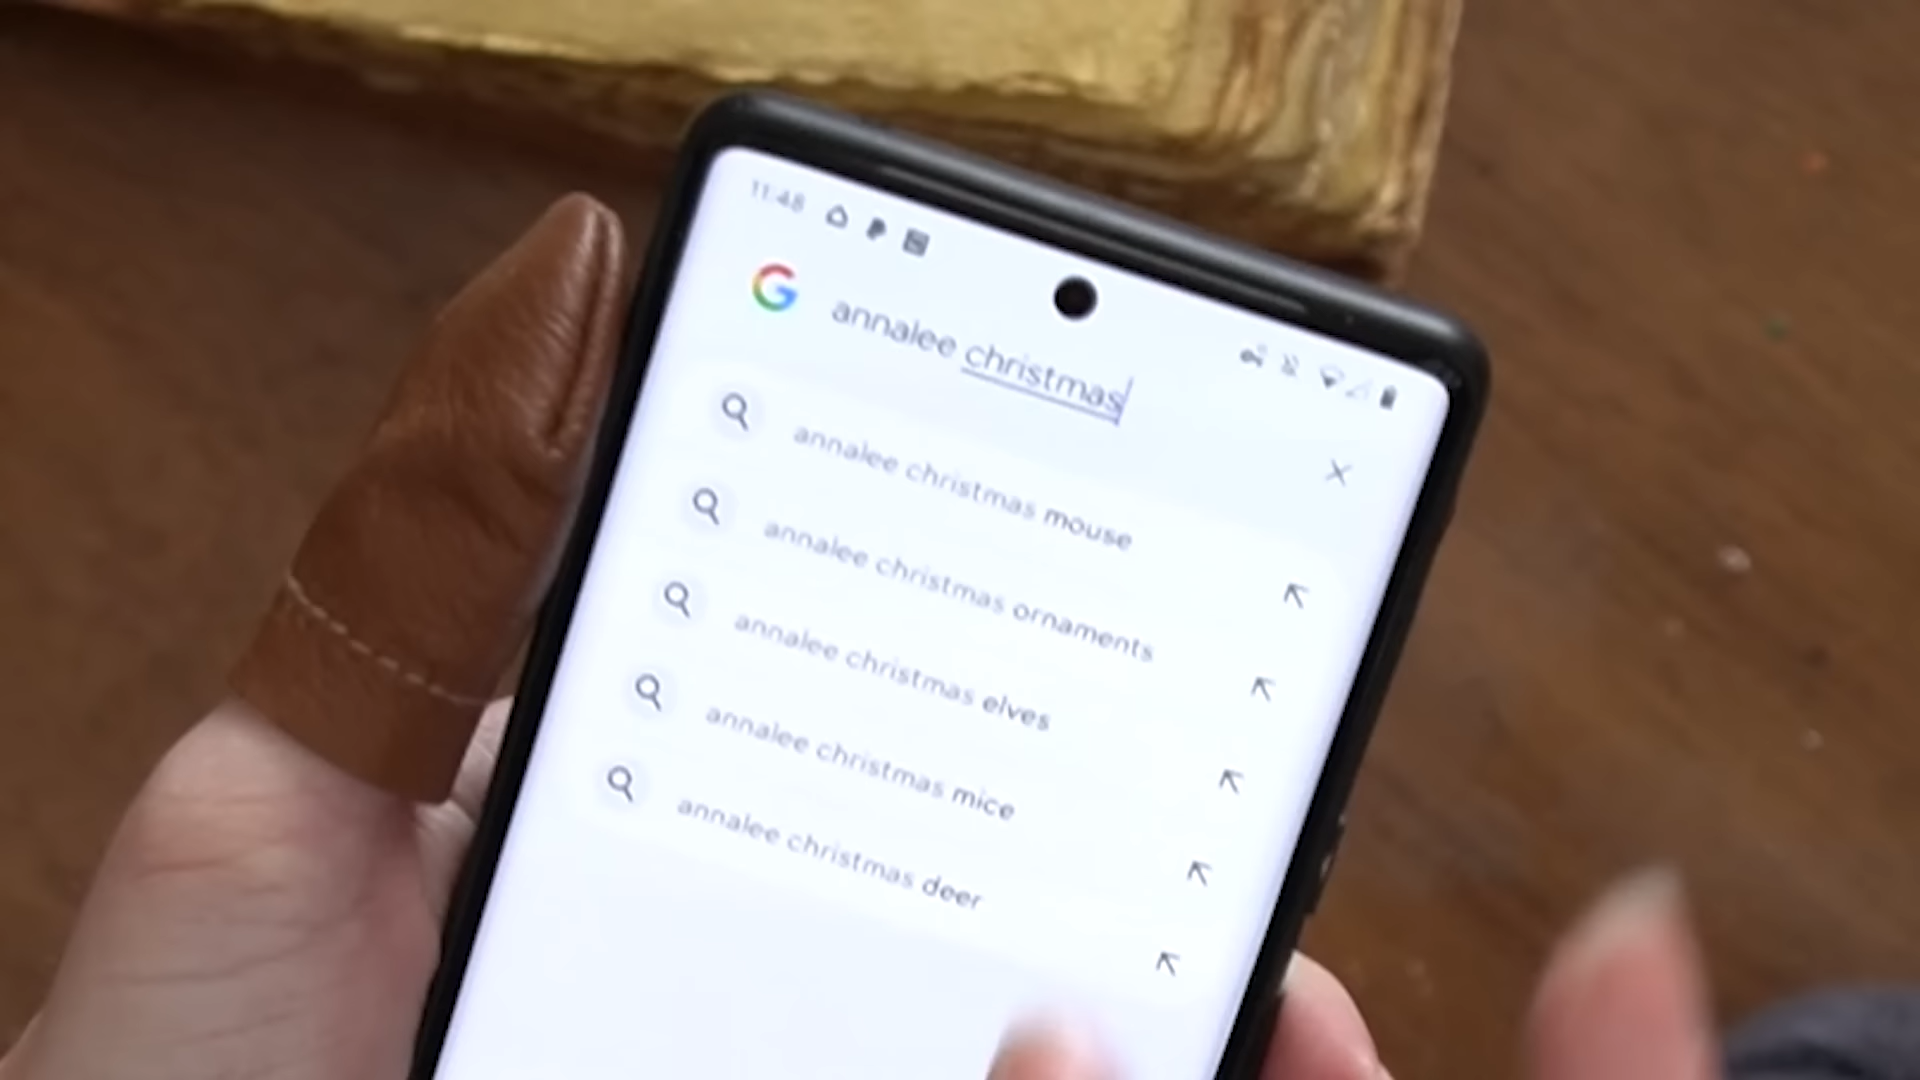 11:48
annalee christmas
annalee christmas mouse
annalee christmas ornaments
annalee christmas elves
annalee christmas mice
annalee christmas deer